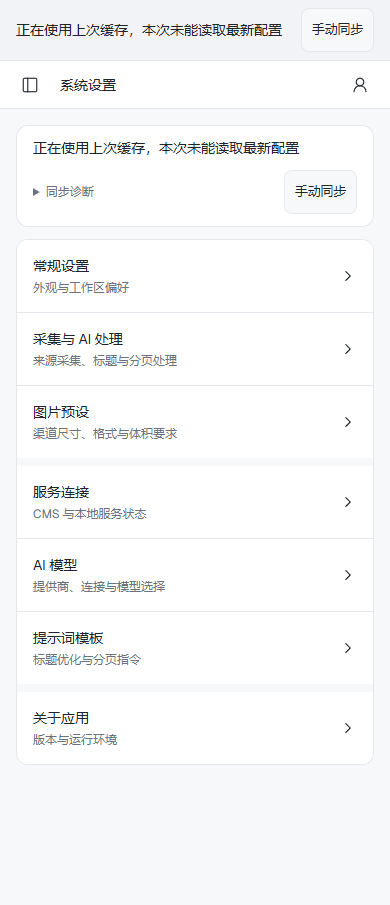 正在使用上次缓存，本次未能读取最新配置
手动同步
系统设置
正在使用上次缓存，本次未能读取最新配置
同步诊断
手动同步
常规设置
外观与工作区偏好
采集与 AI 处理
来源采集、标题与分页处理
图片预设
渠道尺寸、格式与体积要求
服务连接
CMS 与本地服务状态
AI 模型
提供商、连接与模型选择
提示词模板
标题优化与分页指令
关于应用
版本与运行环境